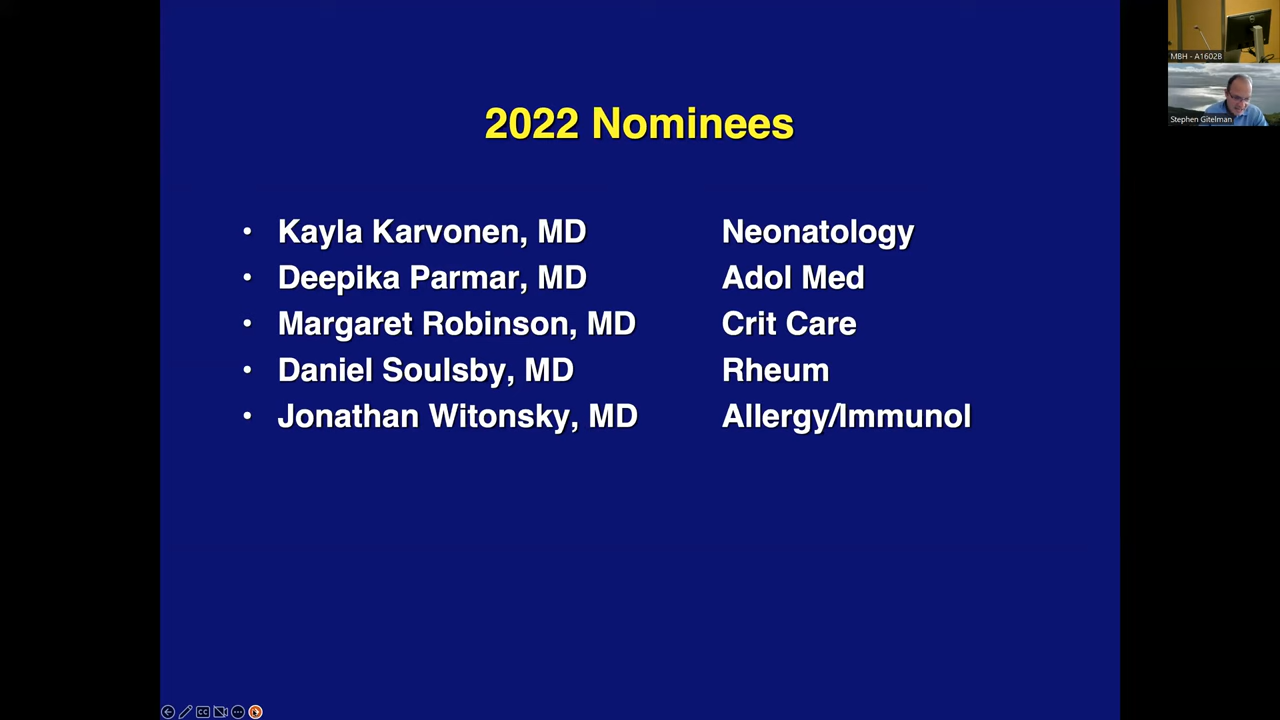 2022 Nominees
• Kayla Karvonen, MD Neonatology
• Deepika Parmar, MD Adol Med
• Margaret Robinson, MD Crit Care
• Daniel Soulsby, MD Rheum
• Jonathan Witonsky, MD Allergy/Immunol
MBH - A1602B
Stephen Gitelman